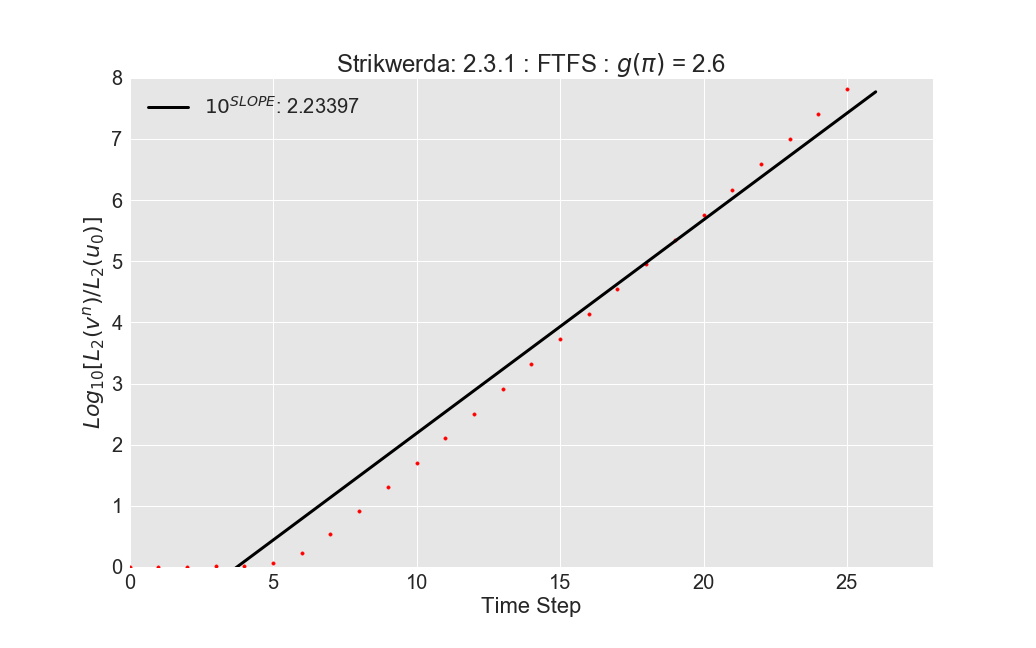 Strikwerda: 2.3.1 : FTFS : g(π) = 2.6
10^SLOPE: 2.23397
Log₁₀[L₂(vⁿ)/L₂(u₀)]
8
7
6
5
4
3
2
1
0
0 5 10 15 20 25
Time Step